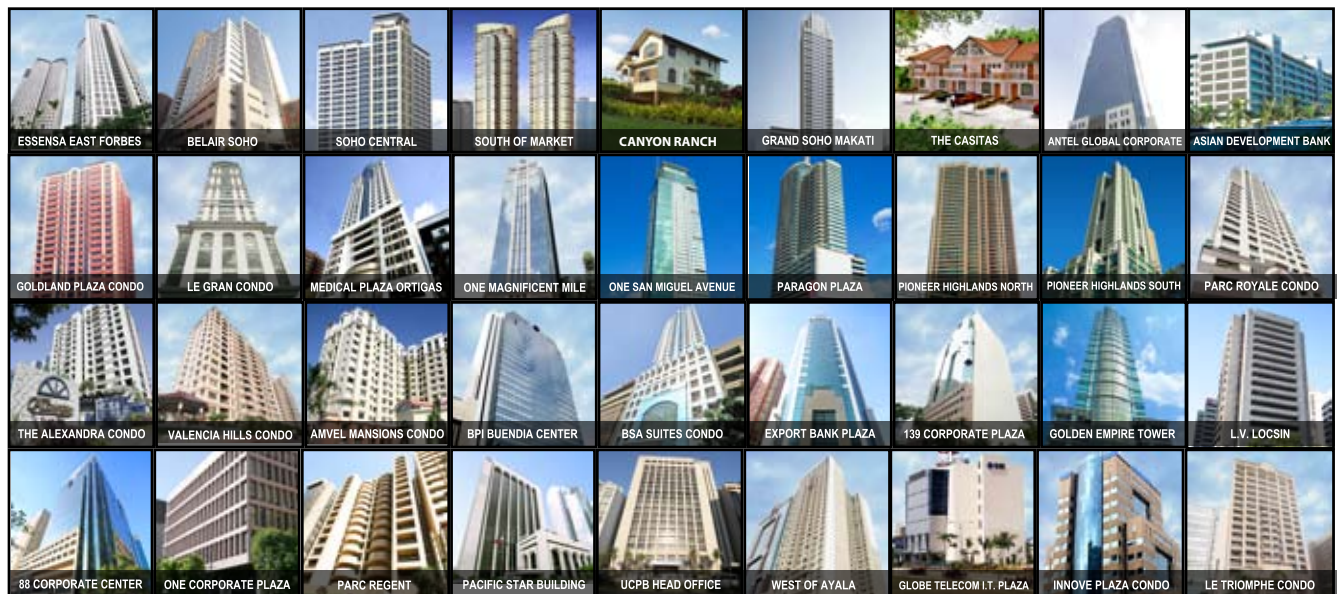 ESSENSA EAST FORBES
BELAIR SOHO
SOHO CENTRAL
SOUTH OF MARKET
CANYON RANCH
GRAND SOHO MAKATI
THE CASITAS
ANTEL GLOBAL CORPORATE
ASIAN DEVELOPMENT BANK
GOLDLAND PLAZA CONDO
LE GRAN CONDO
MEDICAL PLAZA ORTIGAS
ONE MAGNIFICENT MILE
ONE SAN MIGUEL AVENUE
PARAGON PLAZA
PIONEER HIGHLANDS NORTH
PIONEER HIGHLANDS SOUTH
PARC ROYALE CONDO
THE ALEXANDRA CONDO
VALENCIA HILLS CONDO
AMVEL MANSIONS CONDO
BPI BUENDIA CENTER
BSA SUITES CONDO
EXPORT BANK PLAZA
139 CORPORATE PLAZA
GOLDEN EMPIRE TOWER
L.V. LOCSIN
88 CORPORATE CENTER
ONE CORPORATE PLAZA
PARC REGENT
PACIFIC STAR BUILDING
UCPB HEAD OFFICE
WEST OF AYALA
GLOBE TELECOM I.T. PLAZA
INNOVE PLAZA CONDO
LE TRIOMPHE CONDO